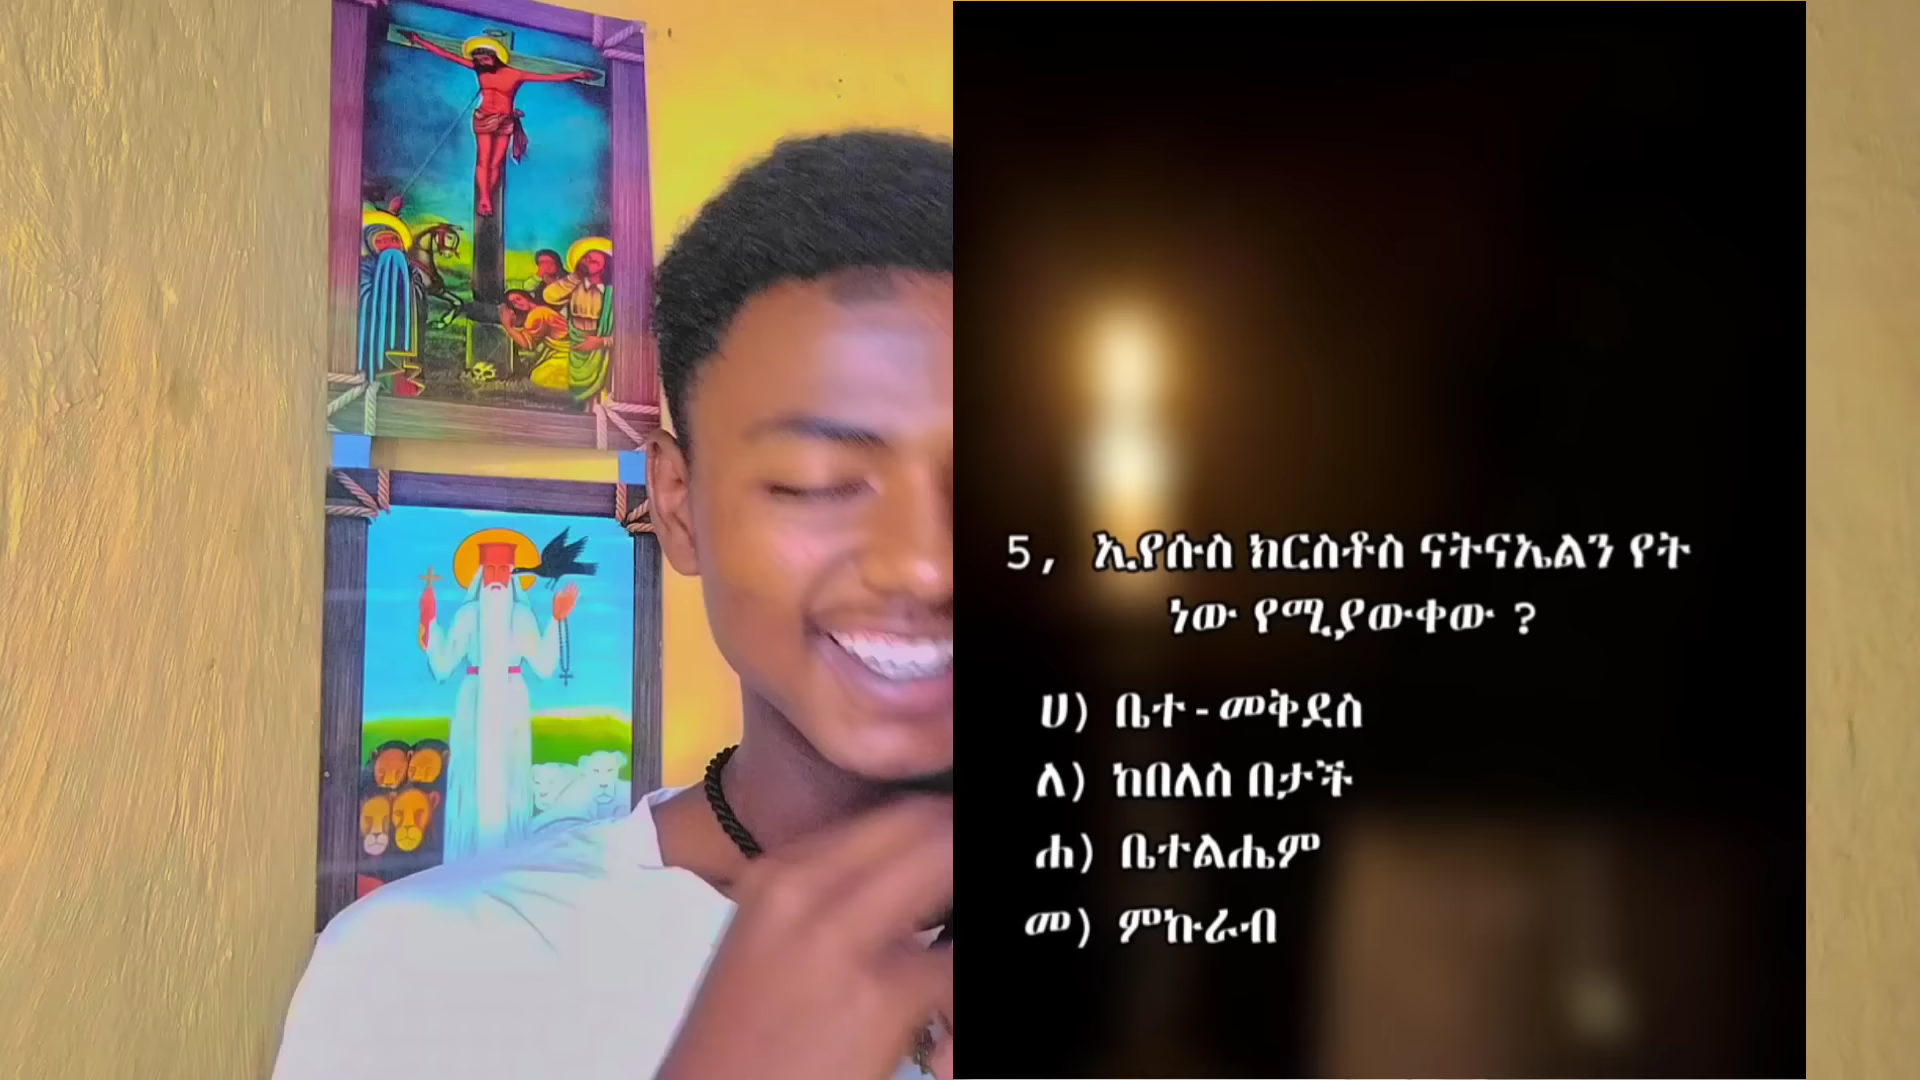 5, ኢየሱስ ክርስቶስ ናትናኤልን የት
ነው የሚያውቀው ?
ሀ) ቤተ-መቅደስ
ለ) ከበለስ በታች
ሐ) ቤተልሔም
መ) ምኩራብ